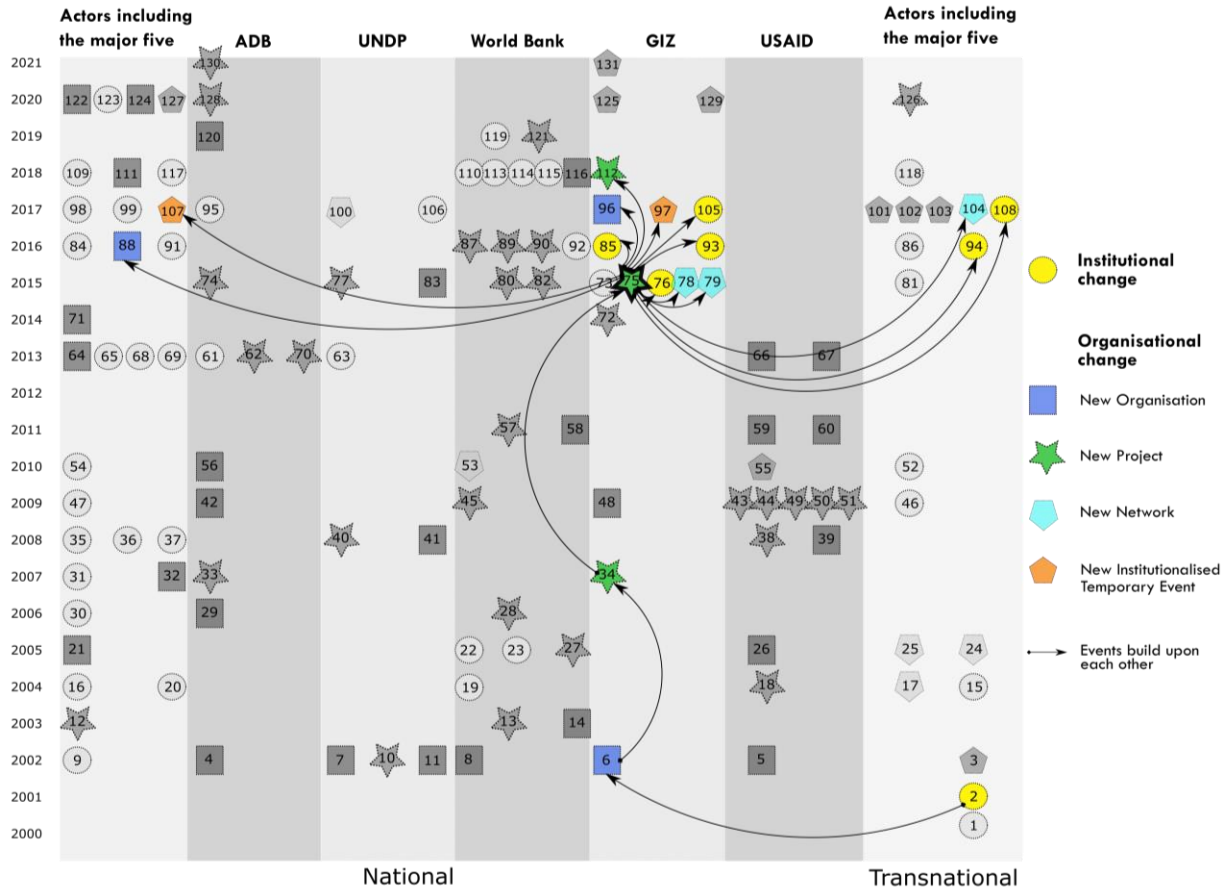 Actors including
the major five
ADB
UNDP
World Bank
GIZ
USAID
Actors including
the major five
2021
130
131
2020
122 123 124 127 128 125 129 126
2019
120 119 121
2018
109 111 117 110 113 114 115 116 112 118
2017
98 99 107 95 100 106 96 97 105 101 102 103 104 108
2016
84 88 91 87 89 90 92 85 93 86 94
2015
74 77 83 80 82 73 75 76 78 79 81
2014
71 72
2013
64 65 68 69 61 62 70 63 66 67
2012
2011
57 58 59 60
2010
54 56 53 55 52
2009
47 42 45 48 43 44 49 50 51 46
2008
35 36 37 40 41 38 39
2007
31 32 33 34
2006
30 29 28
2005
21 22 23 27 26 25 24
2004
16 20 19 18 17 15
2003
12 13 14
2002
9 4 7 10 11 8 6 5 3
2001
2
2000
1
National
Transnational
Institutional
change
Organisational
change
New Organisation
New Project
New Network
New Institutionalised
Temporary Event
Events build upon
each other